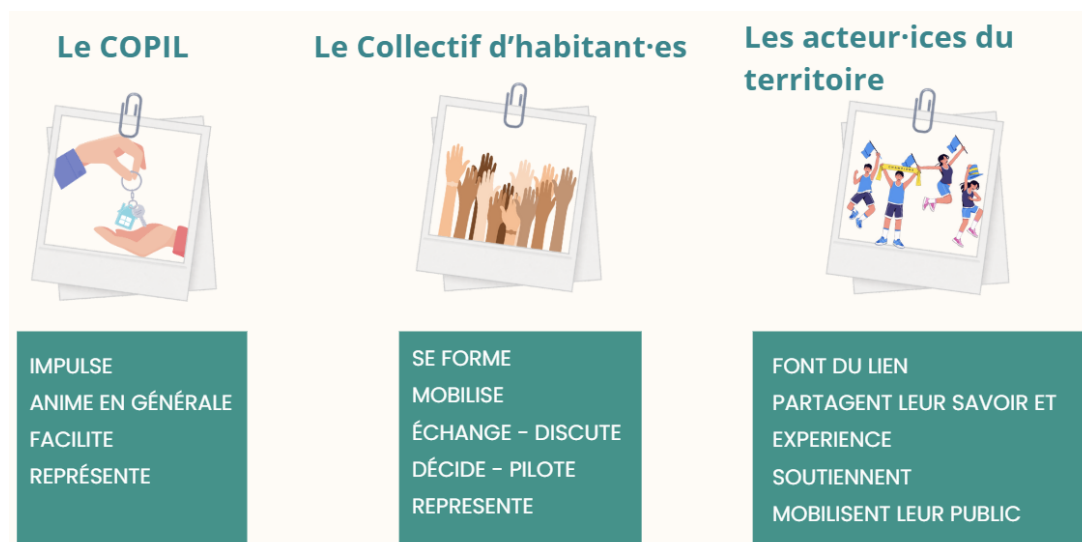 Le COPIL
IMPULSE
ANIME EN GÉNÉRALE
FACILITE
REPRÉSENTE
Le Collectif d'habitant·es
SE FORME
MOBILISE
ÉCHANGE - DISCUTE
DÉCIDE - PILOTE
REPRESENTE
Les acteur·ices du
territoire
FONT DU LIEN
PARTAGENT LEUR SAVOIR ET
EXPERIENCE
SOUTIENNENT
MOBILISENT LEUR PUBLIC